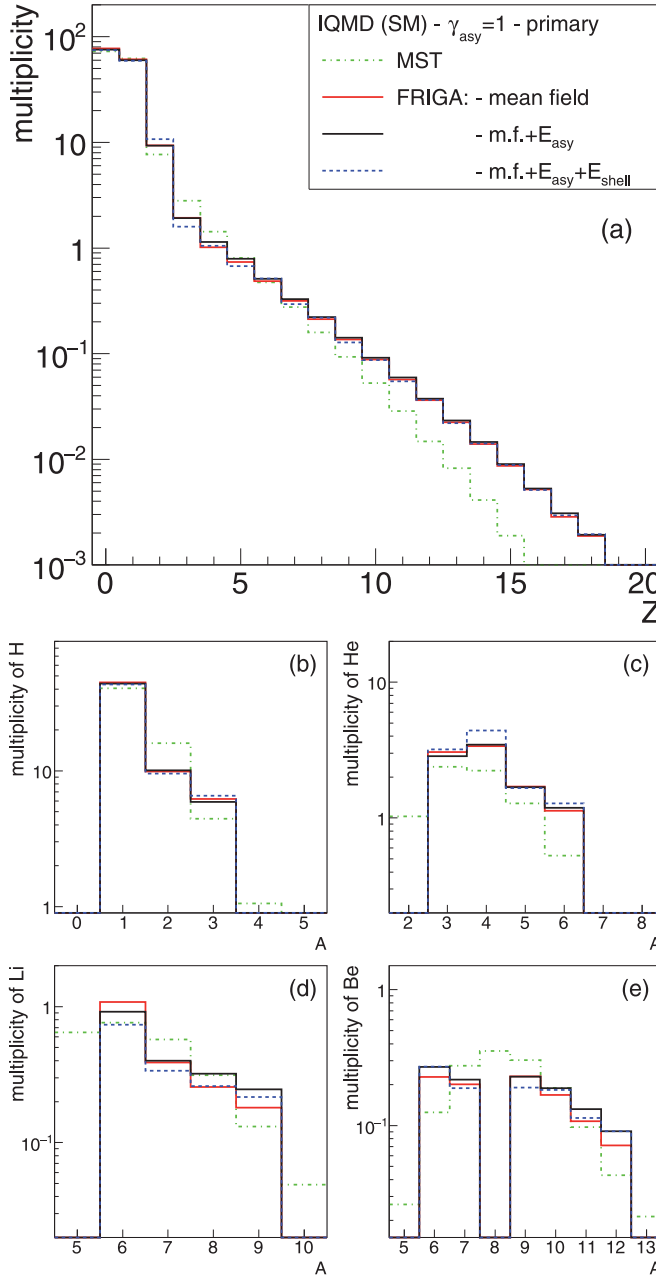 IQMD (SM) - γasy=1 - primary
MST
FRIGA: - mean field
- m.f.+Easy
- m.f.+Easy+Eshell
multiplicity
(a)
10²
10
1
10⁻¹
10⁻²
10⁻³
0 5 10 15 20
Z
(b)
multiplicity of H
10
1
0 1 2 3 4 5
A
(c)
multiplicity of He
10
1
2 3 4 5 6 7 8
A
(d)
multiplicity of Li
1
10⁻¹
5 6 7 8 9 10
A
(e)
multiplicity of Be
1
10⁻¹
5 6 7 8 9 10 11 12 13
A